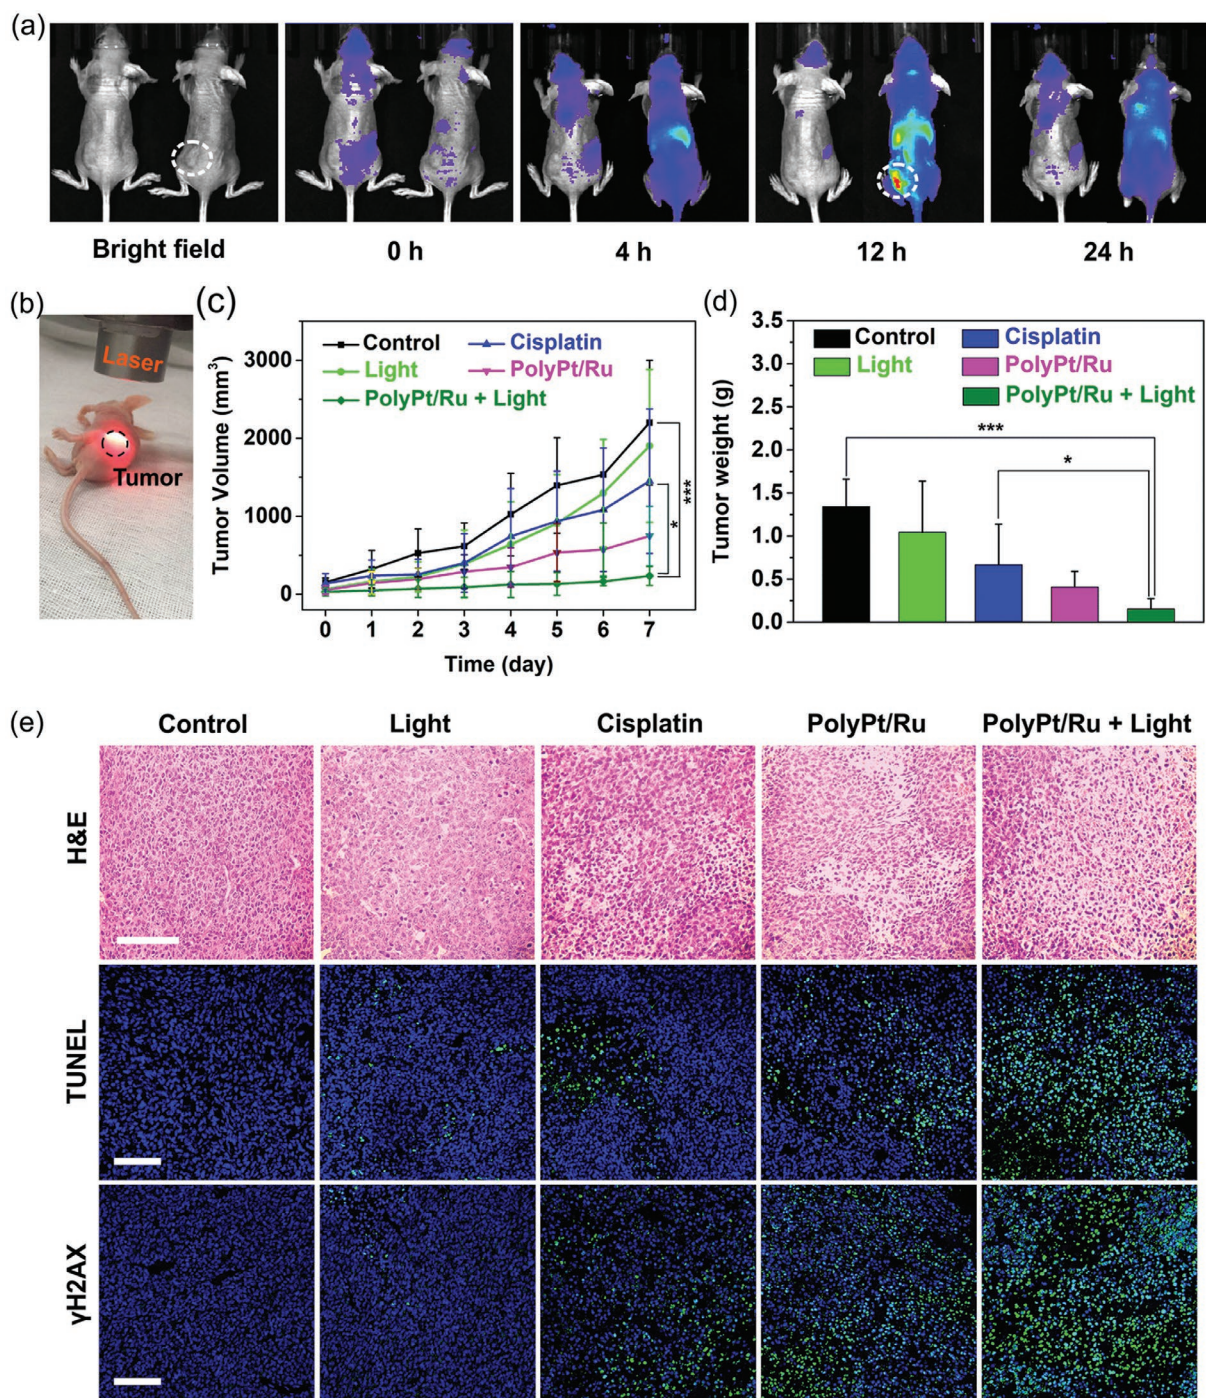 (a)
Bright field 0 h 4 h 12 h 24 h
(b)
Laser
Tumor
(c)
Control Cisplatin
Light PolyPt/Ru
PolyPt/Ru + Light
Tumor Volume (mm³)
3000
2000
1000
0
***
*
0 1 2 3 4 5 6 7
Time (day)
(d)
Control Cisplatin
Light PolyPt/Ru
PolyPt/Ru + Light
Tumor weight (g)
3.5
3.0
2.5
2.0
1.5
1.0
0.5
0.0
***
*
(e)
Control Light Cisplatin PolyPt/Ru PolyPt/Ru + Light
H&E
TUNEL
γH2AX